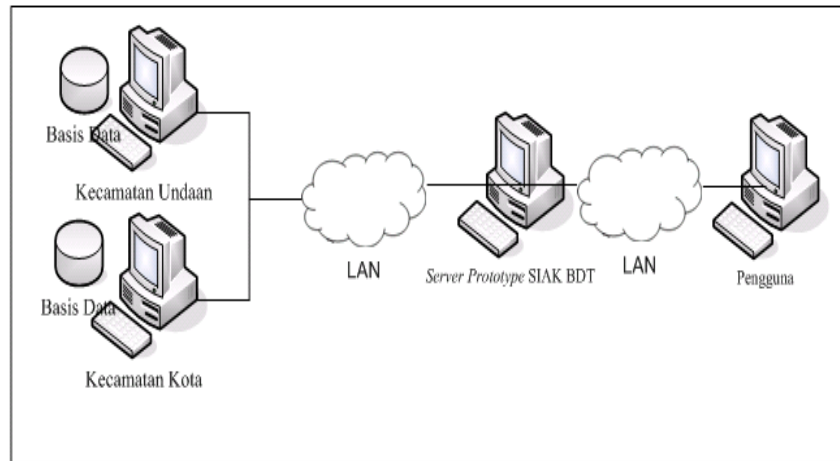 Basis Data
Kecamatan Undaan
Basis Data
Kecamatan Kota
LAN
Server Prototype SIAK BDT
LAN
Pengguna